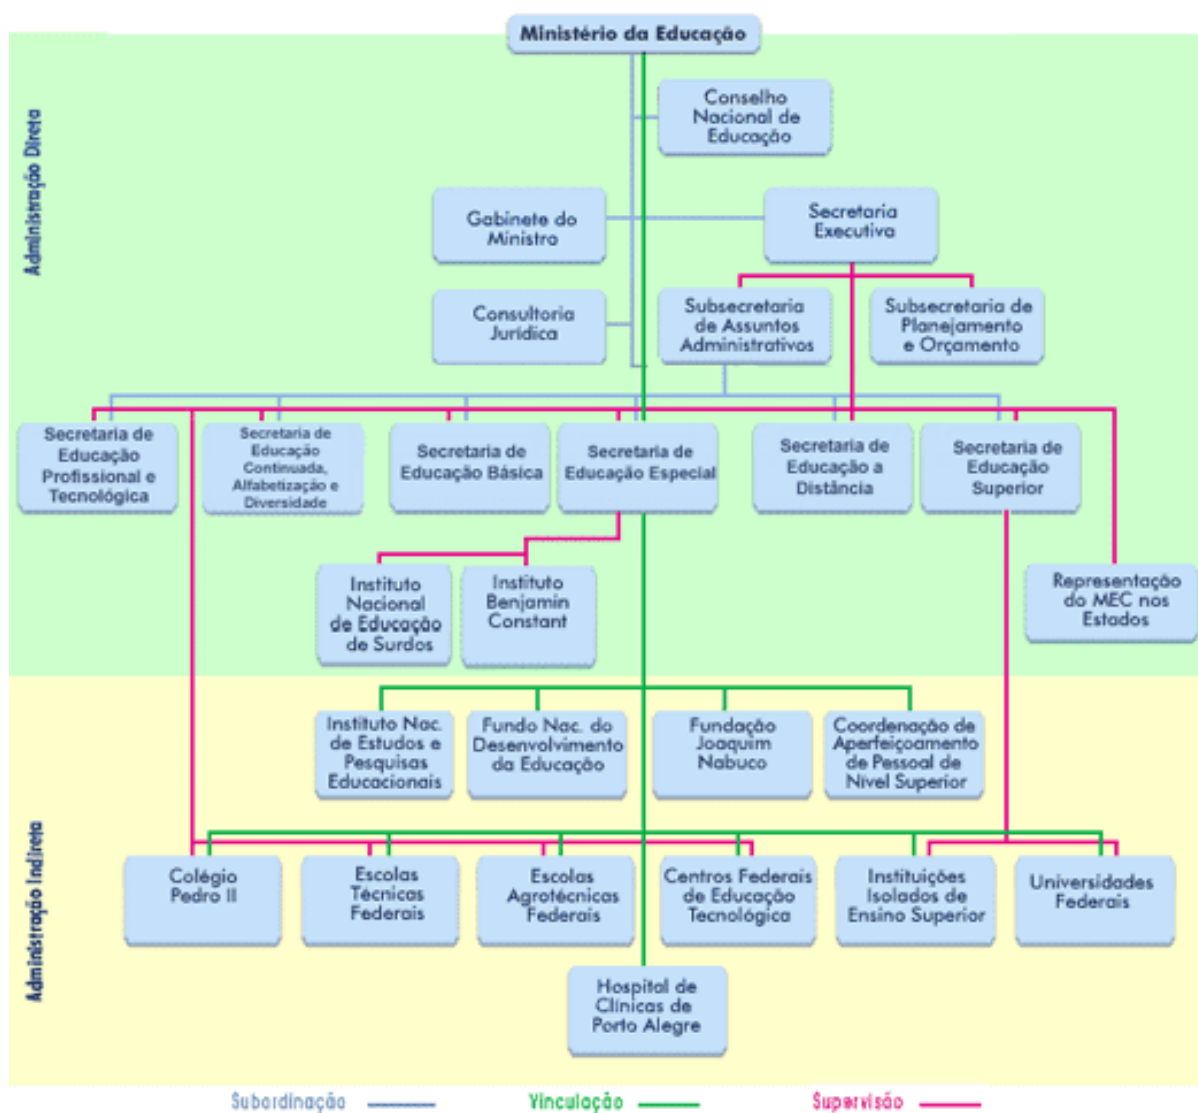 Ministério da Educação
Administração Direta
Conselho
Nacional de
Educação
Gabinete do
Ministro
Secretaria
Executiva
Consultoria
Jurídica
Subsecretaria
de Assuntos
Administrativos
Subsecretaria de
Planejamento
e Orçamento
Secretaria de
Educação
Profissional e
Tecnológica
Secretaria de
Educação
Continuada,
Alfabetização e
Diversidade
Secretaria de
Educação Básica
Secretaria de
Educação Especial
Secretaria de
Educação a
Distância
Secretaria de
Educação
Superior
Instituto
Nacional
de Educação
de Surdos
Instituto
Benjamin
Constant
Representação
do MEC nos
Estados
Administração Indireta
Instituto Nac.
de Estudos e
Pesquisas
Educacionais
Fundo Nac. do
Desenvolvimento
da Educação
Fundação
Joaquim
Nabuco
Coordenação de
Aperfeiçoamento
de Pessoal de
Nível Superior
Colégio
Pedro II
Escolas
Técnicas
Federais
Escolas
Agrotécnicas
Federais
Centros Federais
de Educação
Tecnológica
Instituições
Isolados de
Ensino Superior
Universidades
Federais
Hospital de
Clínicas de
Porto Alegre
Subordinação
Vinculação
Supervisão